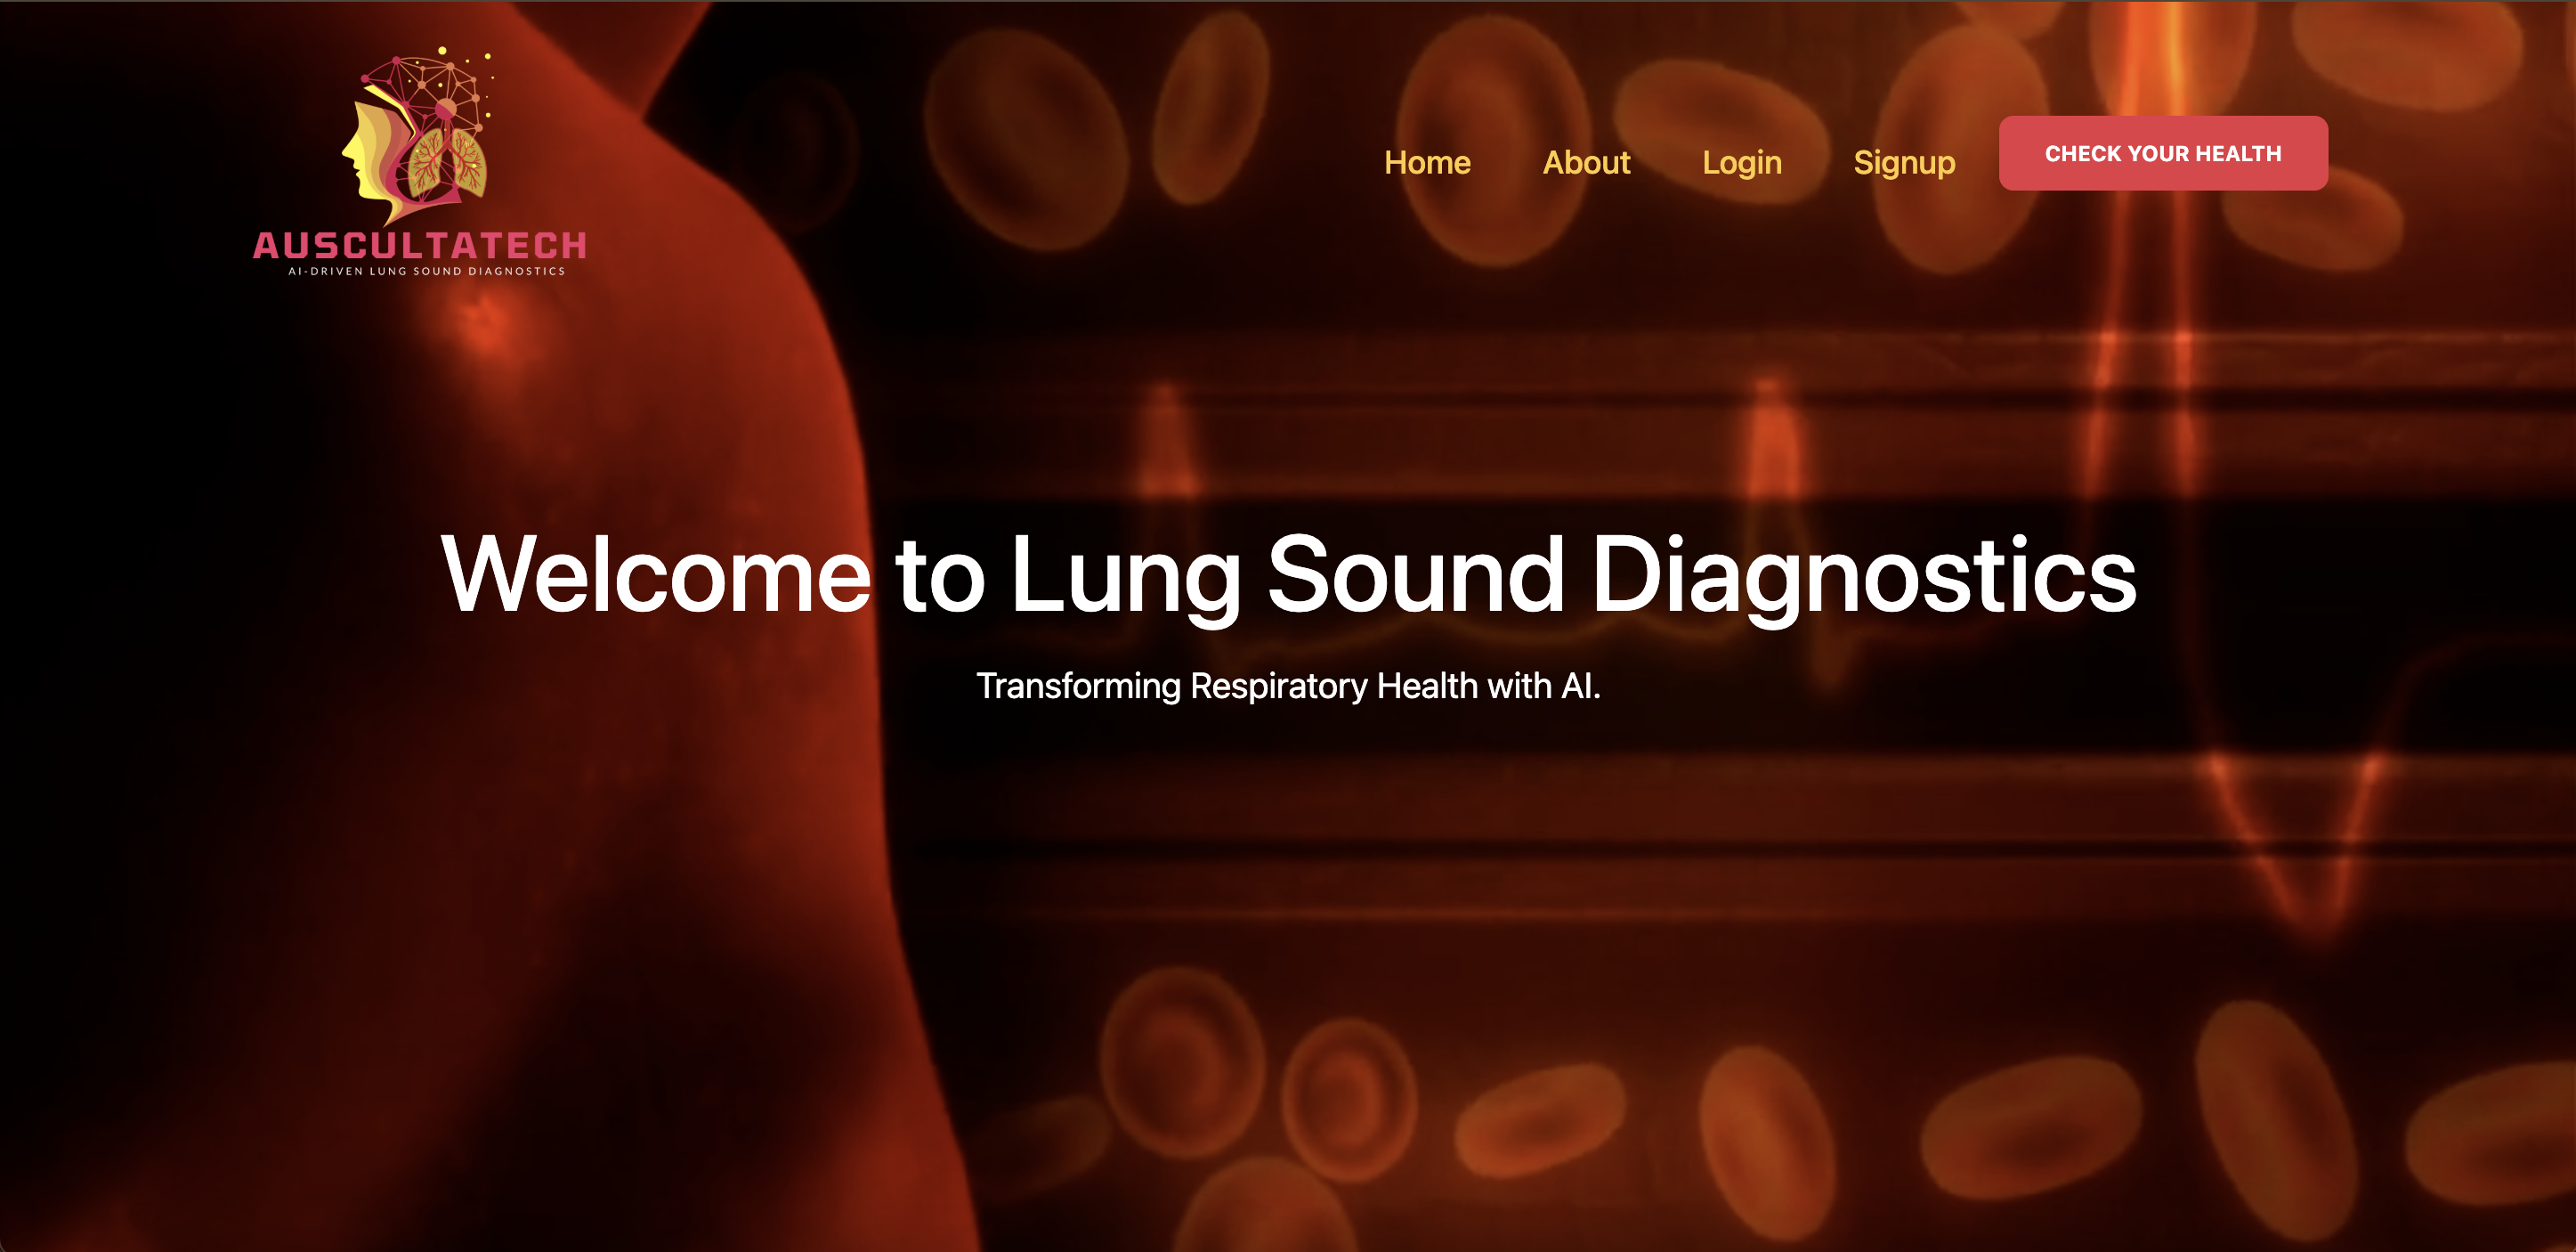 AUSCULTATECH
AI-DRIVEN LUNG SOUND DIAGNOSTICS
Home
About
Login
Signup
CHECK YOUR HEALTH
Welcome to Lung Sound Diagnostics
Transforming Respiratory Health with AI.